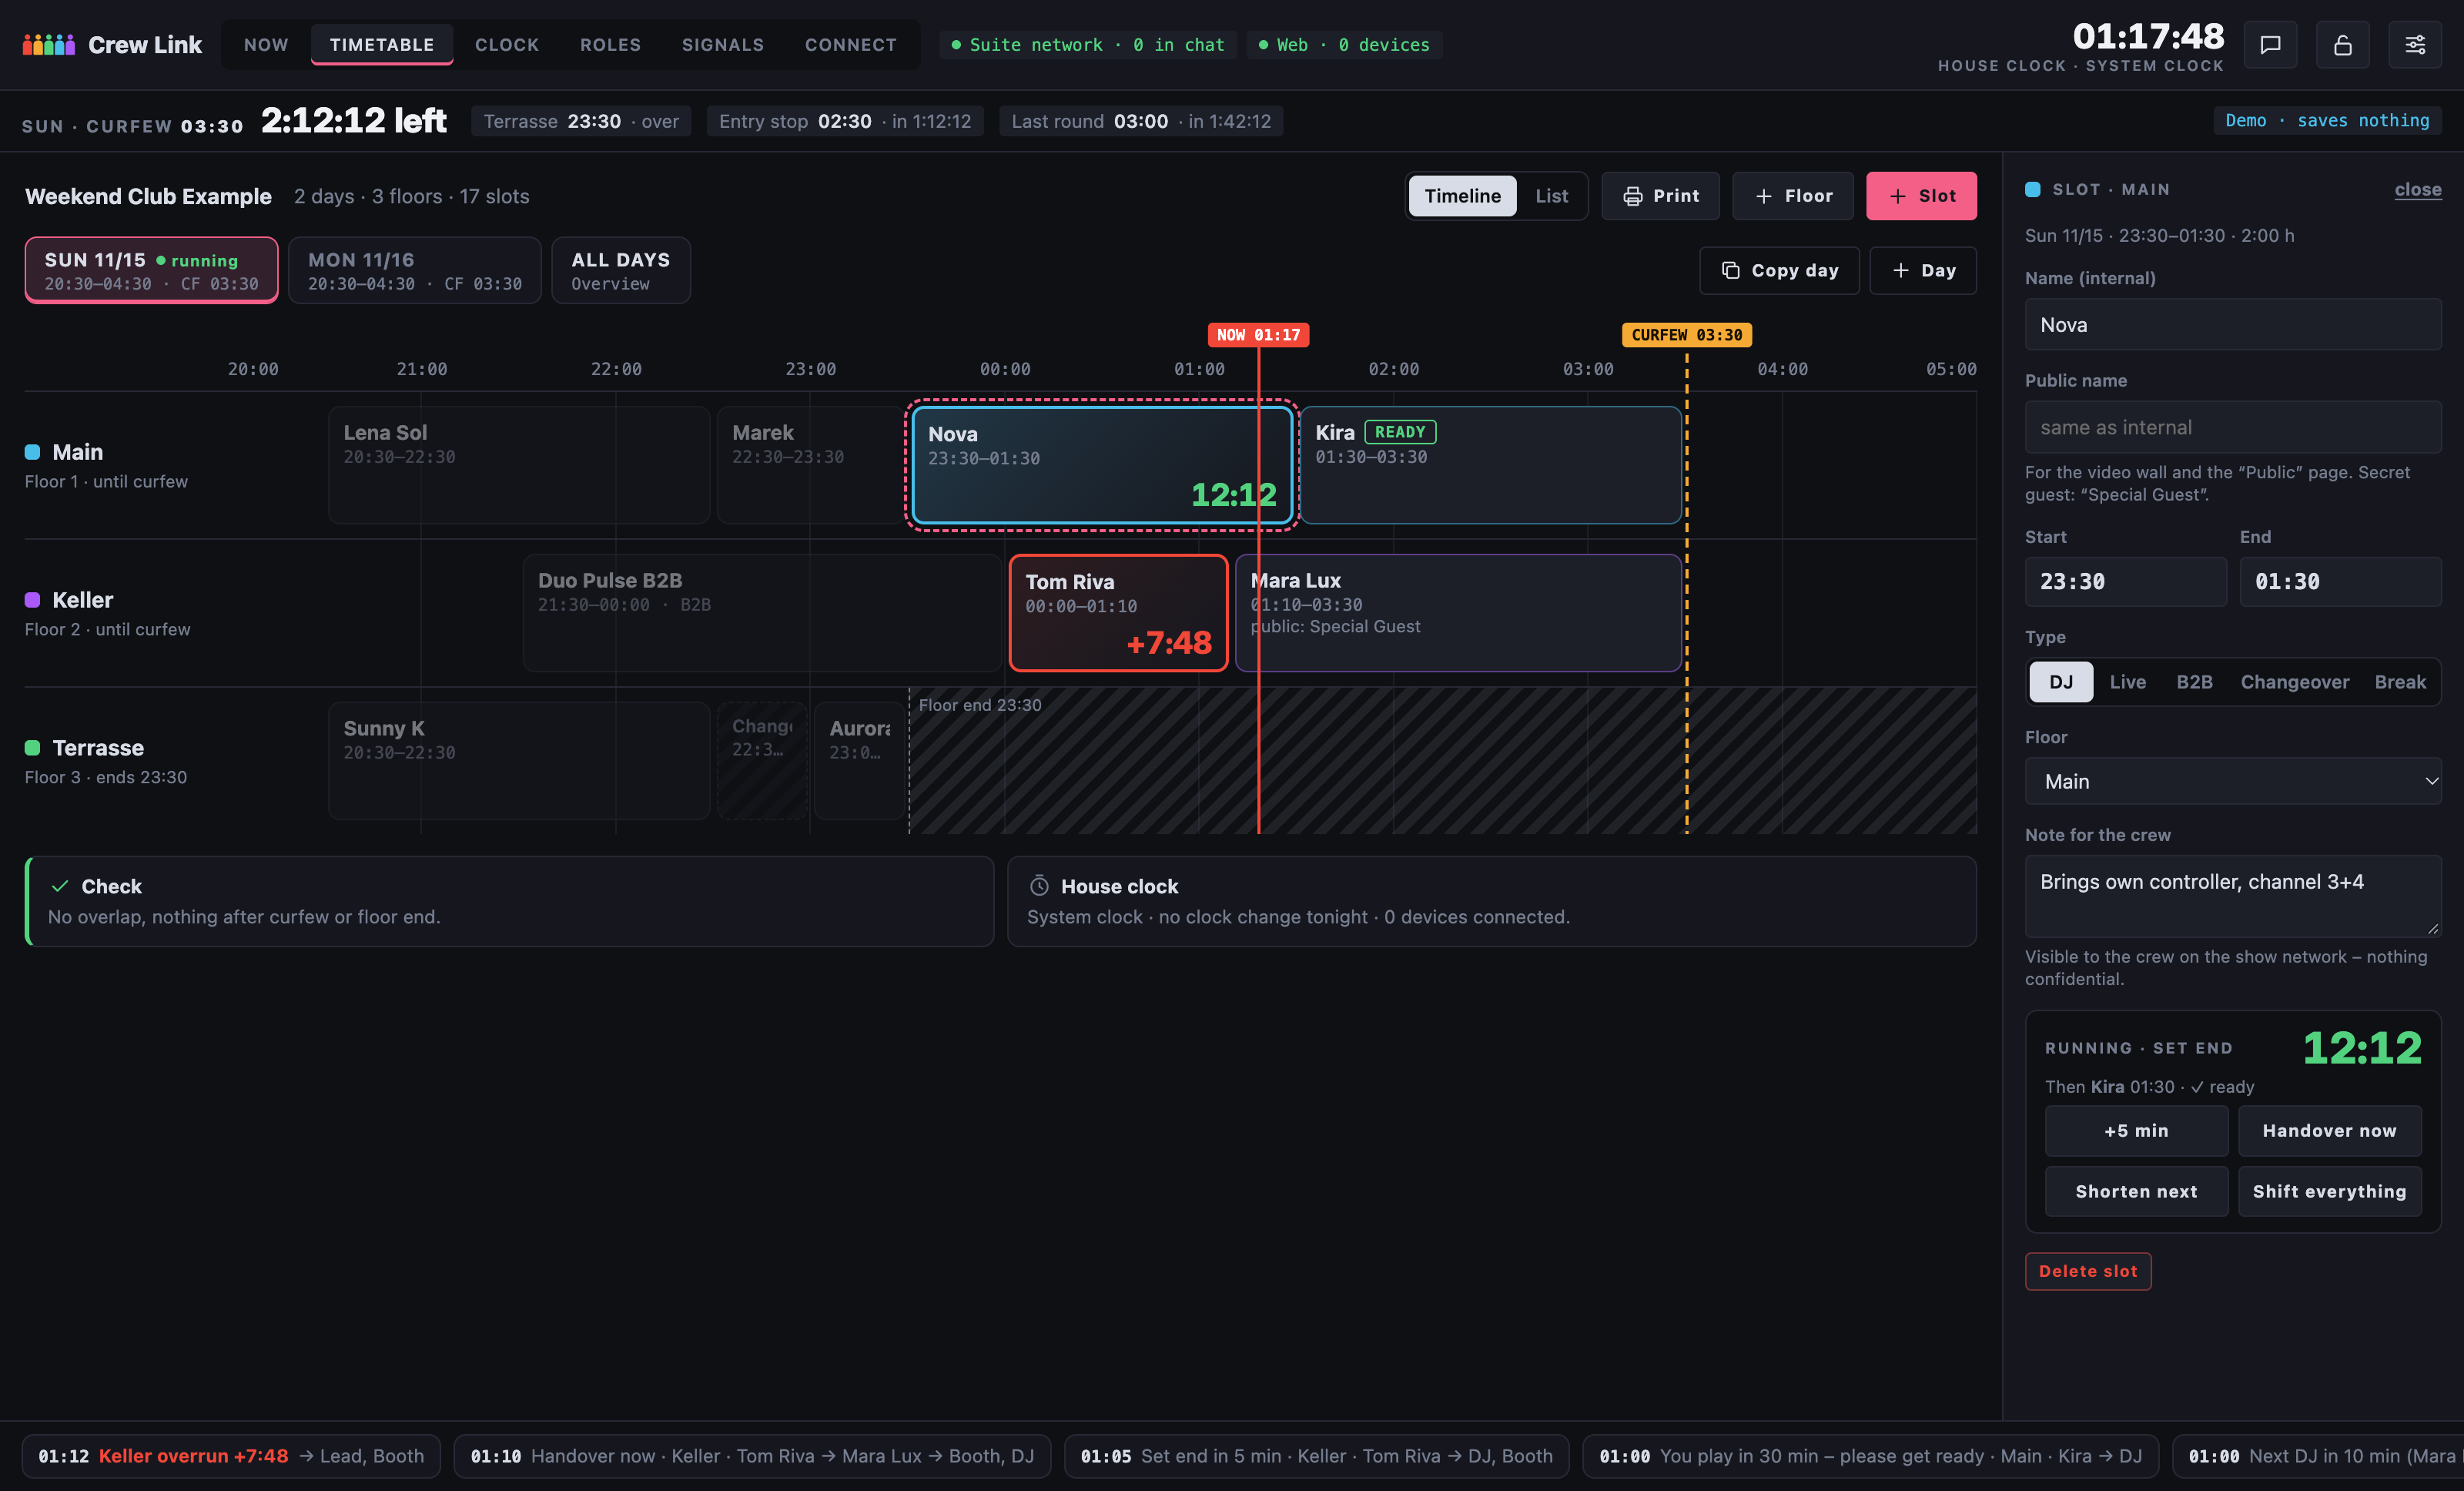 Crew Link NOW TIMETABLE CLOCK ROLES SIGNALS CONNECT Suite network · 0 in chat Web · 0 devices 01:17:48
HOUSE CLOCK · SYSTEM CLOCK
SUN · CURFEW 03:30 2:12:12 left Terrasse 23:30 · over Entry stop 02:30 · in 1:12:12 Last round 03:00 · in 1:42:12 Demo · saves nothing
Weekend Club Example 2 days · 3 floors · 17 slots Timeline List Print + Floor + Slot
SUN 11/15 running
20:30–04:30 · CF 03:30
MON 11/16
20:30–04:30 · CF 03:30
ALL DAYS
Overview
Copy day + Day
NOW 01:17 CURFEW 03:30
20:00 21:00 22:00 23:00 00:00 01:00 02:00 03:00 04:00 05:00
Main
Floor 1 · until curfew
Lena Sol
20:30–22:30
Marek
22:30–23:30
Nova
23:30–01:30
12:12
Kira READY
01:30–03:30
Keller
Floor 2 · until curfew
Duo Pulse B2B
21:30–00:00 · B2B
Tom Riva
00:00–01:10
+7:48
Mara Lux
01:10–03:30
public: Special Guest
Terrasse
Floor 3 · ends 23:30
Sunny K
20:30–22:30
Chang
22:3…
Aurora
23:0…
Floor end 23:30
Check
No overlap, nothing after curfew or floor end.
House clock
System clock · no clock change tonight · 0 devices connected.
SLOT · MAIN close
Sun 11/15 · 23:30–01:30 · 2:00 h
Name (internal)
Nova
Public name
same as internal
For the video wall and the “Public” page. Secret
guest: “Special Guest”.
Start End
23:30 01:30
Type
DJ Live B2B Changeover Break
Floor
Main
Note for the crew
Brings own controller, channel 3+4
Visible to the crew on the show network – nothing
confidential.
RUNNING · SET END 12:12
Then Kira 01:30 · ✓ ready
+5 min Handover now
Shorten next Shift everything
Delete slot
01:12 Keller overrun +7:48 → Lead, Booth 01:10 Handover now · Keller · Tom Riva → Mara Lux → Booth, DJ 01:05 Set end in 5 min · Keller · Tom Riva → DJ, Booth 01:00 You play in 30 min – please get ready · Main · Kira → DJ 01:00 Next DJ in 10 min (Mara